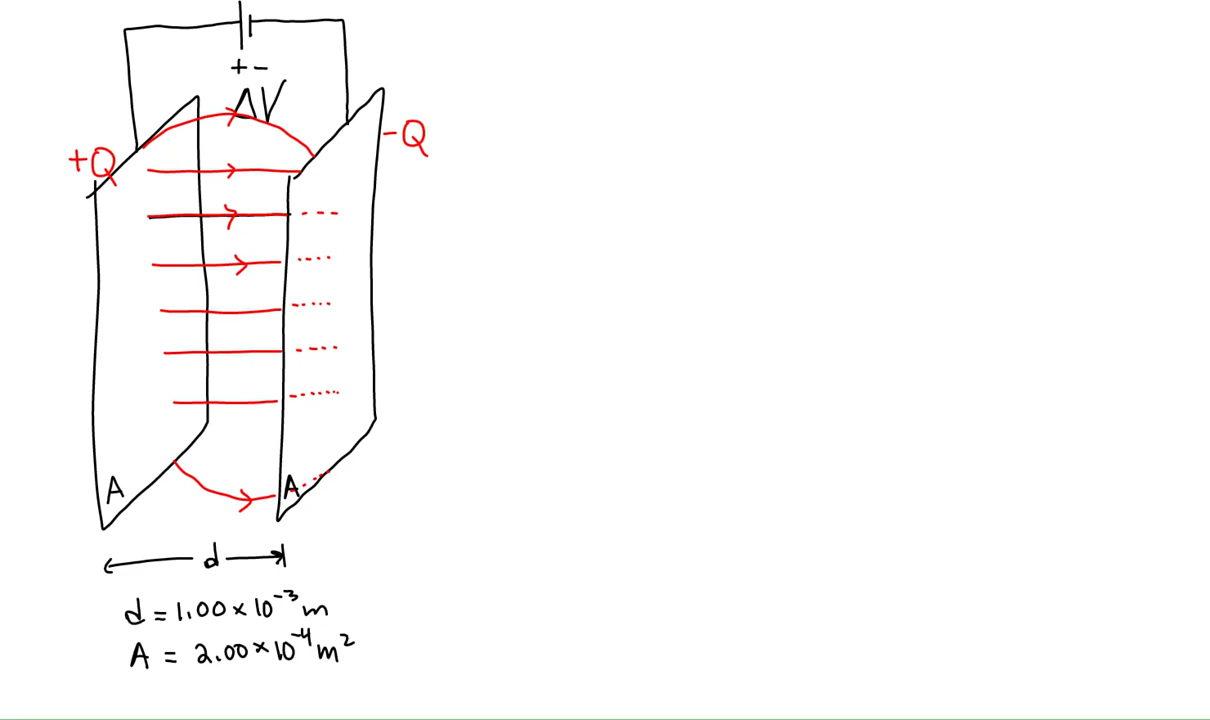 + −
ΔV
+Q
−Q
A
A
d
d = 1.00 × 10⁻³ m
A = 2.00 × 10⁻⁴ m²